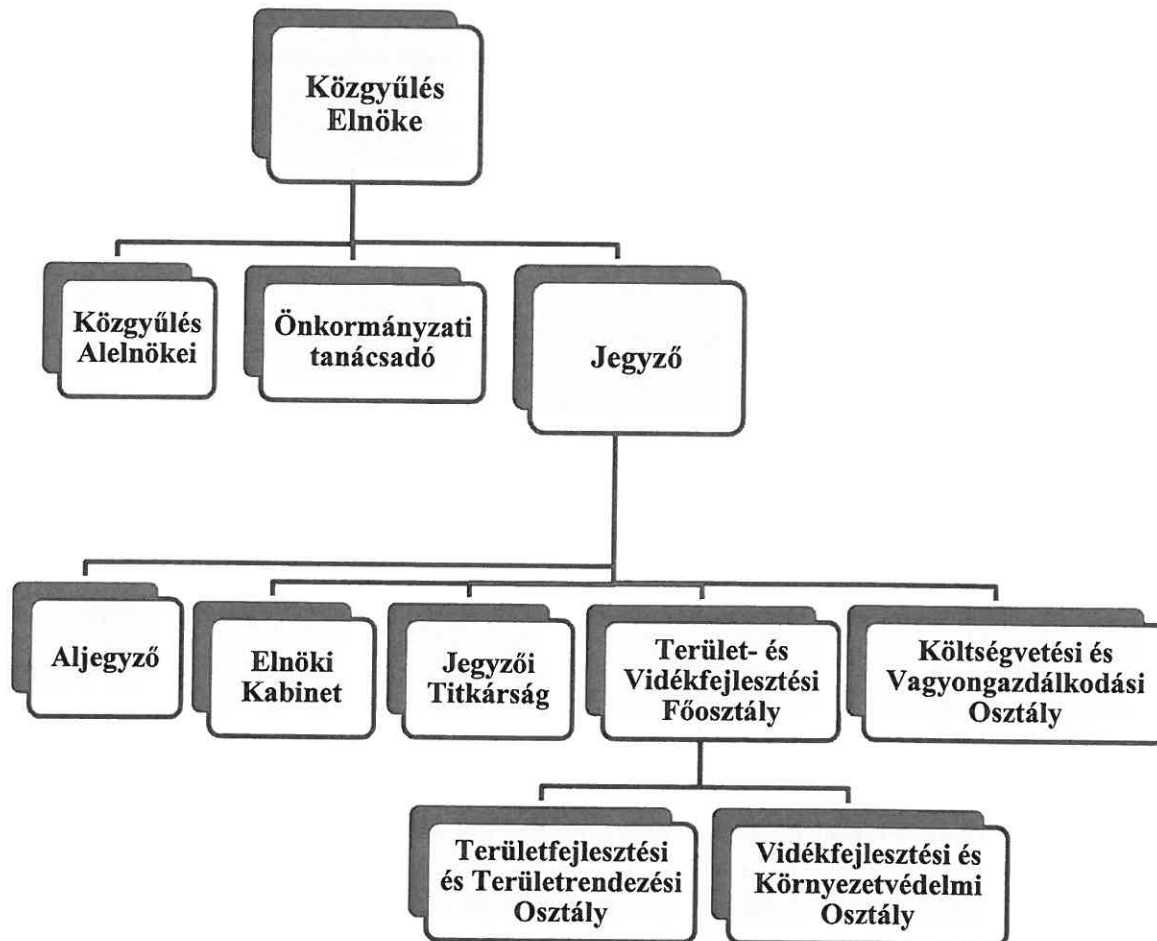 Közgyűlés
Elnöke
Közgyűlés
Alelnökei
Önkormányzati
tanácsadó
Jegyző
Aljegyző
Elnöki
Kabinet
Jegyzői
Titkárság
Terület- és
Vidékfejlesztési
Főosztály
Költségvetési és
Vagyongazdálkodási
Osztály
Területfejlesztési
és Területrendezési
Osztály
Vidékfejlesztési és
Környezetvédelmi
Osztály